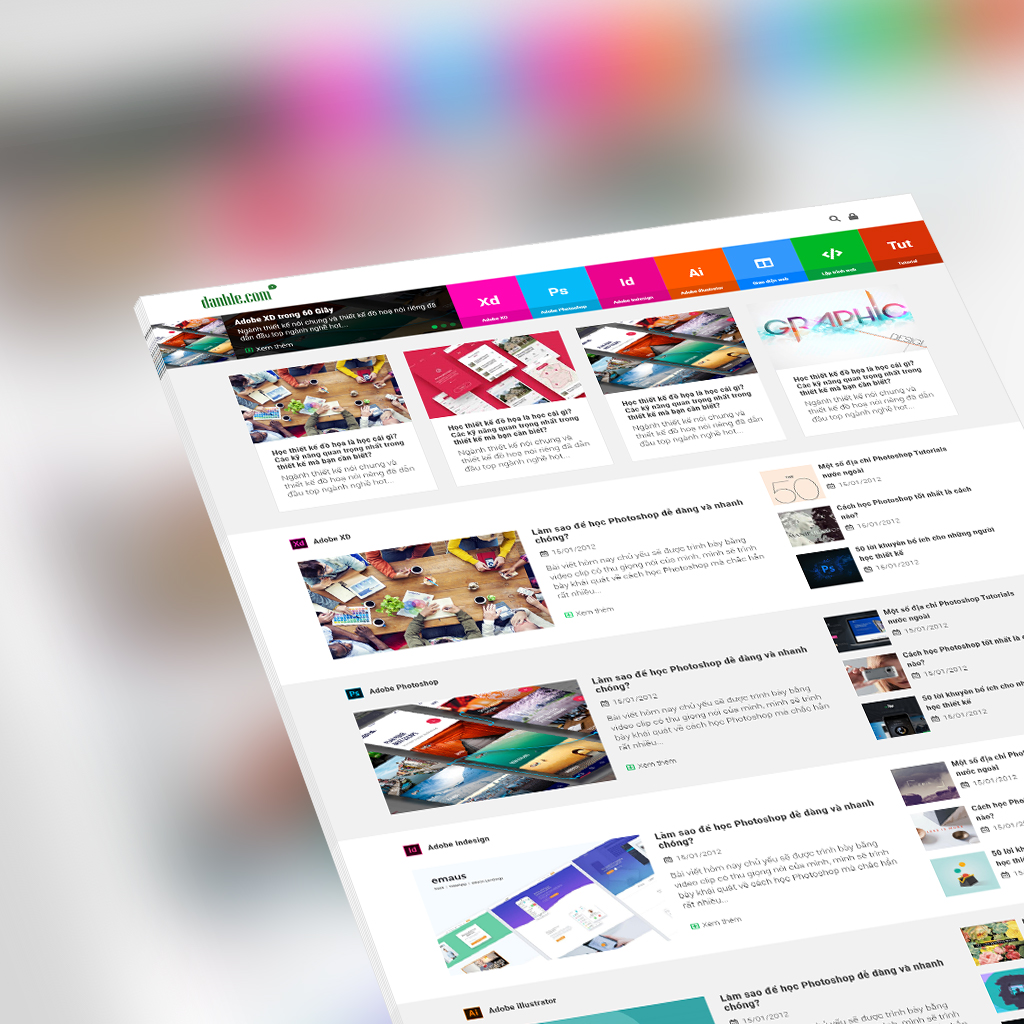 danhle.com
Adobe XD trong 60 Giây
Ngành thiết kế nói chung và thiết kế đồ hoạ nói riêng đã
dẫn đầu top ngành nghề hot...
Xem thêm
Xd
Adobe XD
Ps
Adobe Photoshop
Id
Adobe Indesign
Ai
Adobe Illustrator
Giao diện web
</>
Lập trình web
Tut
Tutorial
Học thiết kế đồ họa là học cái gì?
Các kỹ năng quan trọng nhất trong
thiết kế mà bạn cần biết?
Ngành thiết kế nói chung và
thiết kế đồ hoạ nói riêng đã dẫn
đầu top ngành nghề hot...
Học thiết kế đồ họa là học cái gì?
Các kỹ năng quan trọng nhất trong
thiết kế mà bạn cần biết?
Ngành thiết kế nói chung và
thiết kế đồ hoạ nói riêng đã dẫn
đầu top ngành nghề hot...
Học thiết kế đồ họa là học cái gì?
Các kỹ năng quan trọng nhất trong
thiết kế mà bạn cần biết?
Ngành thiết kế nói chung và
thiết kế đồ hoạ nói riêng đã dẫn
đầu top ngành nghề hot...
GRAPHIC
DESIGN
Học thiết kế đồ họa là học cái gì?
Các kỹ năng quan trọng nhất trong
thiết kế mà bạn cần biết?
Ngành thiết kế nói chung và
thiết kế đồ hoạ nói riêng đã dẫn
đầu top ngành nghề hot...
Xd Adobe XD
Làm sao để học Photoshop dễ dàng và nhanh
chóng?
15/01/2012
Bài viết hôm nay chủ yếu sẽ được trình bày bằng
video clip có thu giọng nói của mình, mình sẽ trình
bày khái quát về cách học Photoshop mà chắc hẳn
rất nhiều...
Xem thêm
THE
50
Một số địa chỉ Photoshop Tutorials
nước ngoài
15/01/2012
Cách học Photoshop tốt nhất là cách
nào?
15/01/2012
Ps
50 lời khuyên bổ ích cho những người
học thiết kế
15/01/2012
Ps Adobe Photoshop
Làm sao để học Photoshop dễ dàng và nhanh
chóng?
15/01/2012
Bài viết hôm nay chủ yếu sẽ được trình bày bằng
video clip có thu giọng nói của mình, mình sẽ trình
bày khái quát về cách học Photoshop mà chắc hẳn
rất nhiều...
Xem thêm
Một số địa chỉ Photoshop Tutorials
nước ngoài
15/01/2012
Cách học Photoshop tốt nhất là
nào?
15/01/2012
50 lời khuyên bổ ích cho
học thiết kế
15/01/2012
Id Adobe Indesign
emaus
Làm sao để học Photoshop dễ dàng và nhanh
chóng?
15/01/2012
Bài viết hôm nay chủ yếu sẽ được trình bày bằng
video clip có thu giọng nói của mình, mình sẽ trình
bày khái quát về cách học Photoshop mà chắc hẳn
rất nhiều...
Xem thêm
Một số địa chỉ
nước ngoài
15/01/2012
Cách học
nào?
50 lời
học
Ai Adobe Illustrator
Làm sao để học Photoshop dễ dàng và nhanh
chóng?
15/01/2012
Bài viết hôm nay chủ yếu sẽ được trình bày bằng